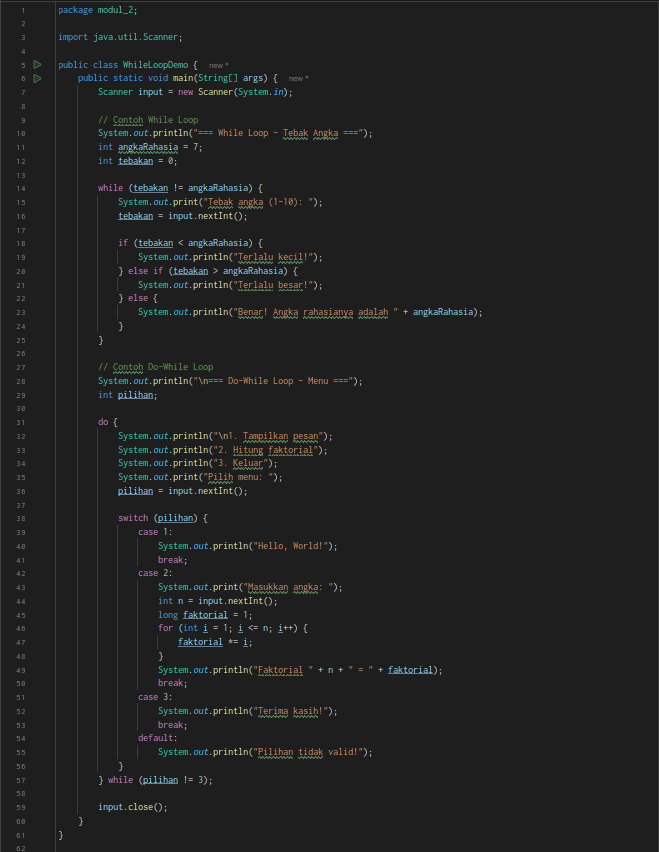 1 package modul_2;
2
3 import java.util.Scanner;
4
5 public class WhileLoopDemo { new *
6 public static void main(String[] args) { new *
7 Scanner input = new Scanner(System.in);
8
9 // Contoh While Loop
10 System.out.println("=== While Loop - Tebak Angka ===");
11 int angkaRahasia = 7;
12 int tebakan = 0;
13
14 while (tebakan != angkaRahasia) {
15 System.out.print("Tebak angka (1-10): ");
16 tebakan = input.nextInt();
17
18 if (tebakan < angkaRahasia) {
19 System.out.println("Terlalu kecil!");
20 } else if (tebakan > angkaRahasia) {
21 System.out.println("Terlalu besar!");
22 } else {
23 System.out.println("Benar! Angka rahasianya adalah " + angkaRahasia);
24 }
25 }
26
27 // Contoh Do-While Loop
28 System.out.println("\n=== Do-While Loop - Menu ===");
29 int pilihan;
30
31 do {
32 System.out.println("\n1. Tampilkan pesan");
33 System.out.println("2. Hitung faktorial");
34 System.out.println("3. Keluar");
35 System.out.print("Pilih menu: ");
36 pilihan = input.nextInt();
37
38 switch (pilihan) {
39 case 1:
40 System.out.println("Hello, World!");
41 break;
42 case 2:
43 System.out.print("Masukkan angka: ");
44 int n = input.nextInt();
45 long faktorial = 1;
46 for (int i = 1; i <= n; i++) {
47 faktorial *= i;
48 }
49 System.out.println("Faktorial " + n + " = " + faktorial);
50 break;
51 case 3:
52 System.out.println("Terima kasih!");
53 break;
54 default:
55 System.out.println("Pilihan tidak valid!");
56 }
57 } while (pilihan != 3);
58
59 input.close();
60 }
61 }
62